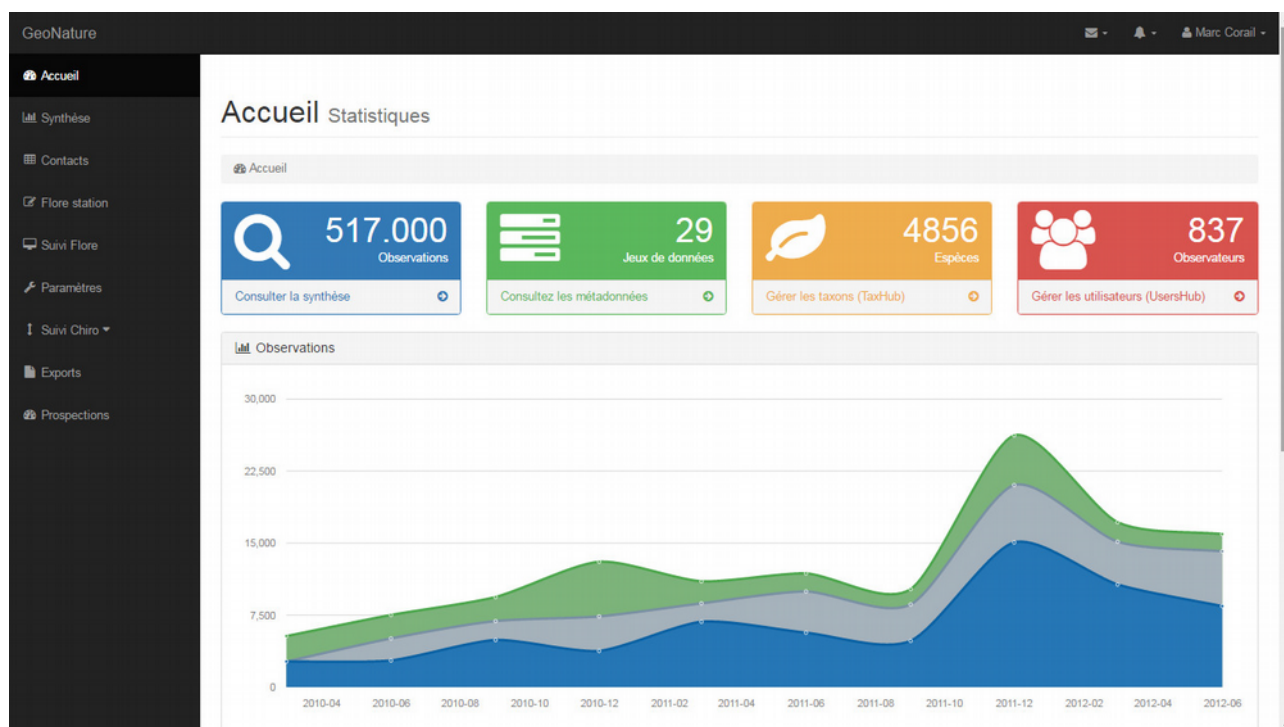 GeoNature
Marc Corail
Accueil
Synthèse
Contacts
Flore station
Suivi Flore
Paramètres
Suivi Chiro
Exports
Prospections
Accueil Statistiques
Accueil
517.000
Observations
Consulter la synthèse
29
Jeux de données
Consultez les métadonnées
4856
Espèces
Gérer les taxons (TaxHub)
837
Observateurs
Gérer les utilisateurs (UsersHub)
Observations
30,000
22,500
15,000
7,500
0
2010-04 2010-06 2010-08 2010-10 2010-12 2011-02 2011-04 2011-06 2011-08 2011-10 2011-12 2012-02 2012-04 2012-06